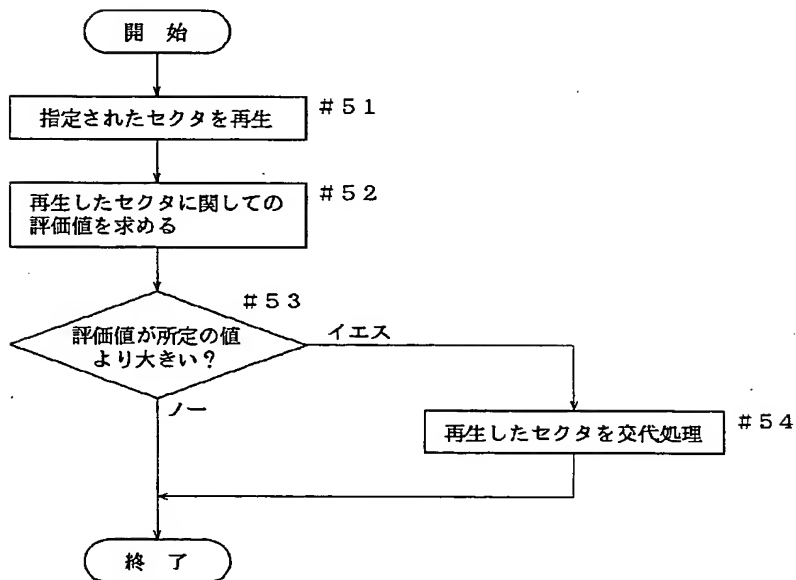 開 始
指定されたセクタを再生
#51
再生したセクタに関しての
評価値を求める
#52
#53
評価値が所定の値
より大きい?
イエス
ノー
再生したセクタを交代処理
#54
終 了